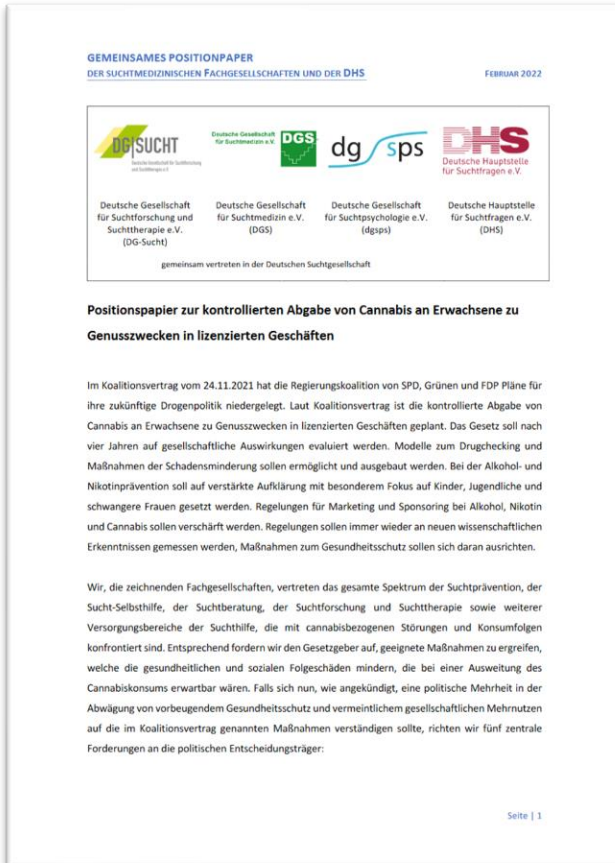 GEMEINSAMES POSITIONPAPER
DER SUCHTMEDIZINISCHEN FACHGESELLSCHAFTEN UND DER DHS FEBRUAR 2022
DG|SUCHT
Deutsche Gesellschaft für Suchtforschung
und Suchttherapie e.V.
Deutsche Gesellschaft
für Suchtmedizin e.V.
DGS
dg sps
DHS
Deutsche Hauptstelle
für Suchtfragen e.V.
Deutsche Gesellschaft
für Suchtforschung und
Suchttherapie e.V.
(DG-Sucht)
Deutsche Gesellschaft
für Suchtmedizin e.V.
(DGS)
Deutsche Gesellschaft
für Suchtpsychologie e.V.
(dgsps)
Deutsche Hauptstelle
für Suchtfragen e.V.
(DHS)
gemeinsam vertreten in der Deutschen Suchtgesellschaft
Positionspapier zur kontrollierten Abgabe von Cannabis an Erwachsene zu
Genusszwecken in lizenzierten Geschäften
Im Koalitionsvertrag vom 24.11.2021 hat die Regierungskoalition von SPD, Grünen und FDP Pläne für
ihre zukünftige Drogenpolitik niedergelegt. Laut Koalitionsvertrag ist die kontrollierte Abgabe von
Cannabis an Erwachsene zu Genusszwecken in lizenzierten Geschäften geplant. Das Gesetz soll nach
vier Jahren auf gesellschaftliche Auswirkungen evaluiert werden. Modelle zum Drugchecking und
Maßnahmen der Schadensminderung sollen ermöglicht und ausgebaut werden. Bei der Alkohol- und
Nikotinprävention soll auf verstärkte Aufklärung mit besonderem Fokus auf Kinder, Jugendliche und
schwangere Frauen gesetzt werden. Regelungen für Marketing und Sponsoring bei Alkohol, Nikotin
und Cannabis sollen verschärft werden. Regelungen sollen immer wieder an neuen wissenschaftlichen
Erkenntnissen gemessen werden, Maßnahmen zum Gesundheitsschutz sollen sich daran ausrichten.
Wir, die zeichnenden Fachgesellschaften, vertreten das gesamte Spektrum der Suchtprävention, der
Sucht-Selbsthilfe, der Suchtberatung, der Suchtforschung und Suchttherapie sowie weiterer
Versorgungsbereiche der Suchthilfe, die mit cannabisbezogenen Störungen und Konsumfolgen
konfrontiert sind. Entsprechend fordern wir den Gesetzgeber auf, geeignete Maßnahmen zu ergreifen,
welche die gesundheitlichen und sozialen Folgeschäden mindern, die bei einer Ausweitung des
Cannabiskonsums erwartbar wären. Falls sich nun, wie angekündigt, eine politische Mehrheit in der
Abwägung von vorbeugendem Gesundheitsschutz und vermeintlichem gesellschaftlichen Mehrnutzen
auf die im Koalitionsvertrag genannten Maßnahmen verständigen sollte, richten wir fünf zentrale
Forderungen an die politischen Entscheidungsträger:
Seite | 1